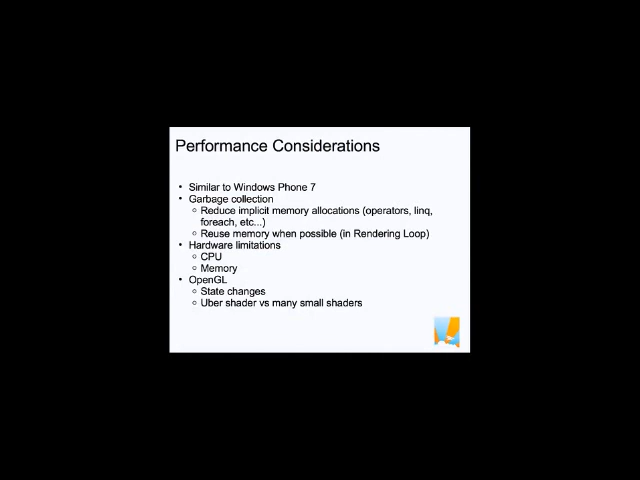 Performance Considerations
• Similar to Windows Phone 7
• Garbage collection
○ Reduce implicit memory allocations (operators, linq,
foreach, etc...)
○ Reuse memory when possible (in Rendering Loop)
• Hardware limitations
○ CPU
○ Memory
• OpenGL
○ State changes
○ Uber shader vs many small shaders